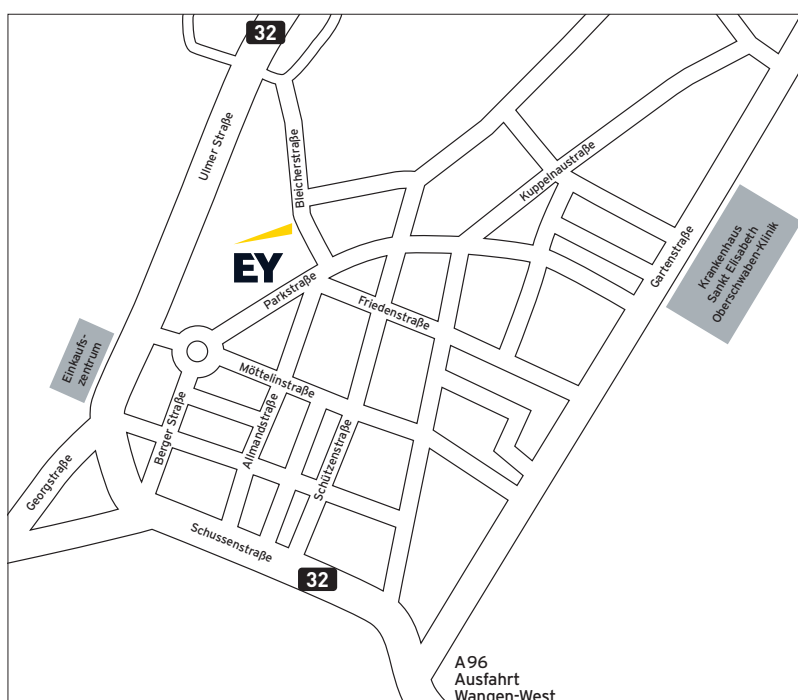 32
Ulmer Straße
Bleicherstraße
Kuppelnaustraße
EY
Parkstraße
Friedenstraße
Gartenstraße
Krankenhaus
Sankt Elisabeth
Oberschwaben-Klinik
Einkaufs-
zentrum
Möttelinstraße
Berger Straße
Allmandstraße
Schützenstraße
Georgstraße
Schussenstraße
32
A96
Ausfahrt
Wangen-West